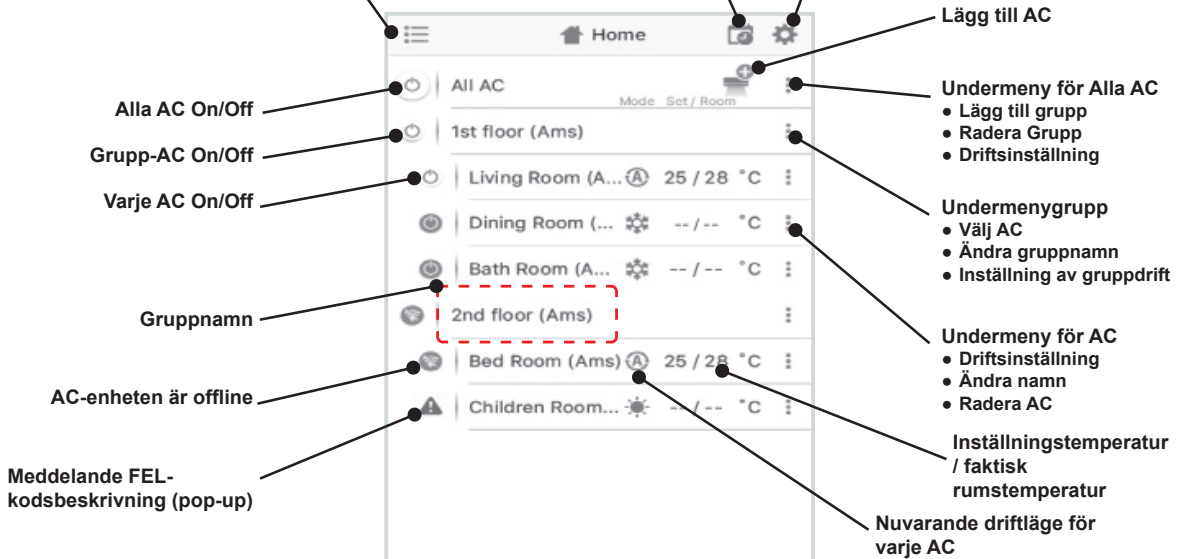 Lägg till AC
Home
All AC
Mode Set / Room
Undermeny för Alla AC
● Lägg till grupp
● Radera Grupp
● Driftsinställning
Alla AC On/Off
1st floor (Ams)
Grupp-AC On/Off
Living Room (A... A 25 / 28 °C
Varje AC On/Off
Dining Room (... -- / -- °C
Undermenygrupp
● Välj AC
● Ändra gruppnamn
● Inställning av gruppdrift
Bath Room (A... -- / -- °C
Gruppnamn
2nd floor (Ams)
Undermeny för AC
● Driftsinställning
● Ändra namn
● Radera AC
Bed Room (Ams) A 25 / 28 °C
AC-enheten är offline
Children Room... -- / -- °C
Inställningstemperatur
/ faktisk
rumstemperatur
Meddelande FEL-
kodsbeskrivning (pop-up)
Nuvarande driftläge för
varje AC